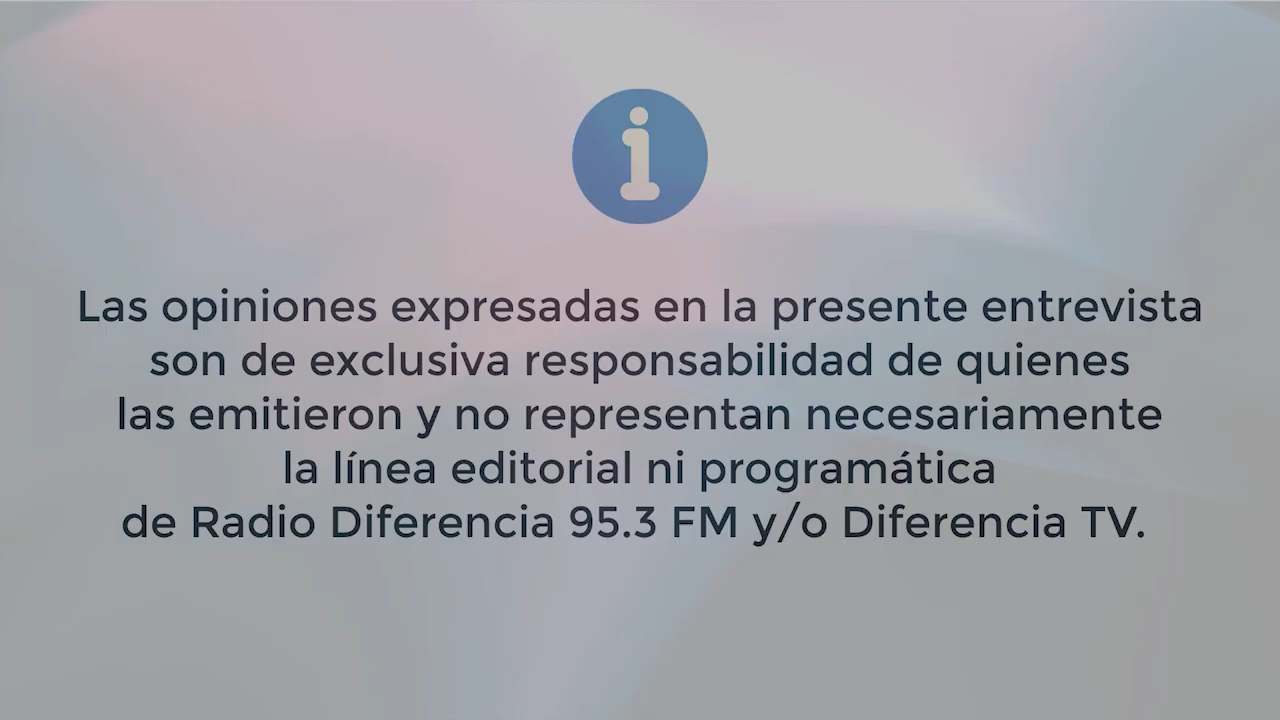 Las opiniones expresadas en la presente entrevista
son de exclusiva responsabilidad de quienes
las emitieron y no representan necesariamente
la línea editorial ni programática
de Radio Diferencia 95.3 FM y/o Diferencia TV.